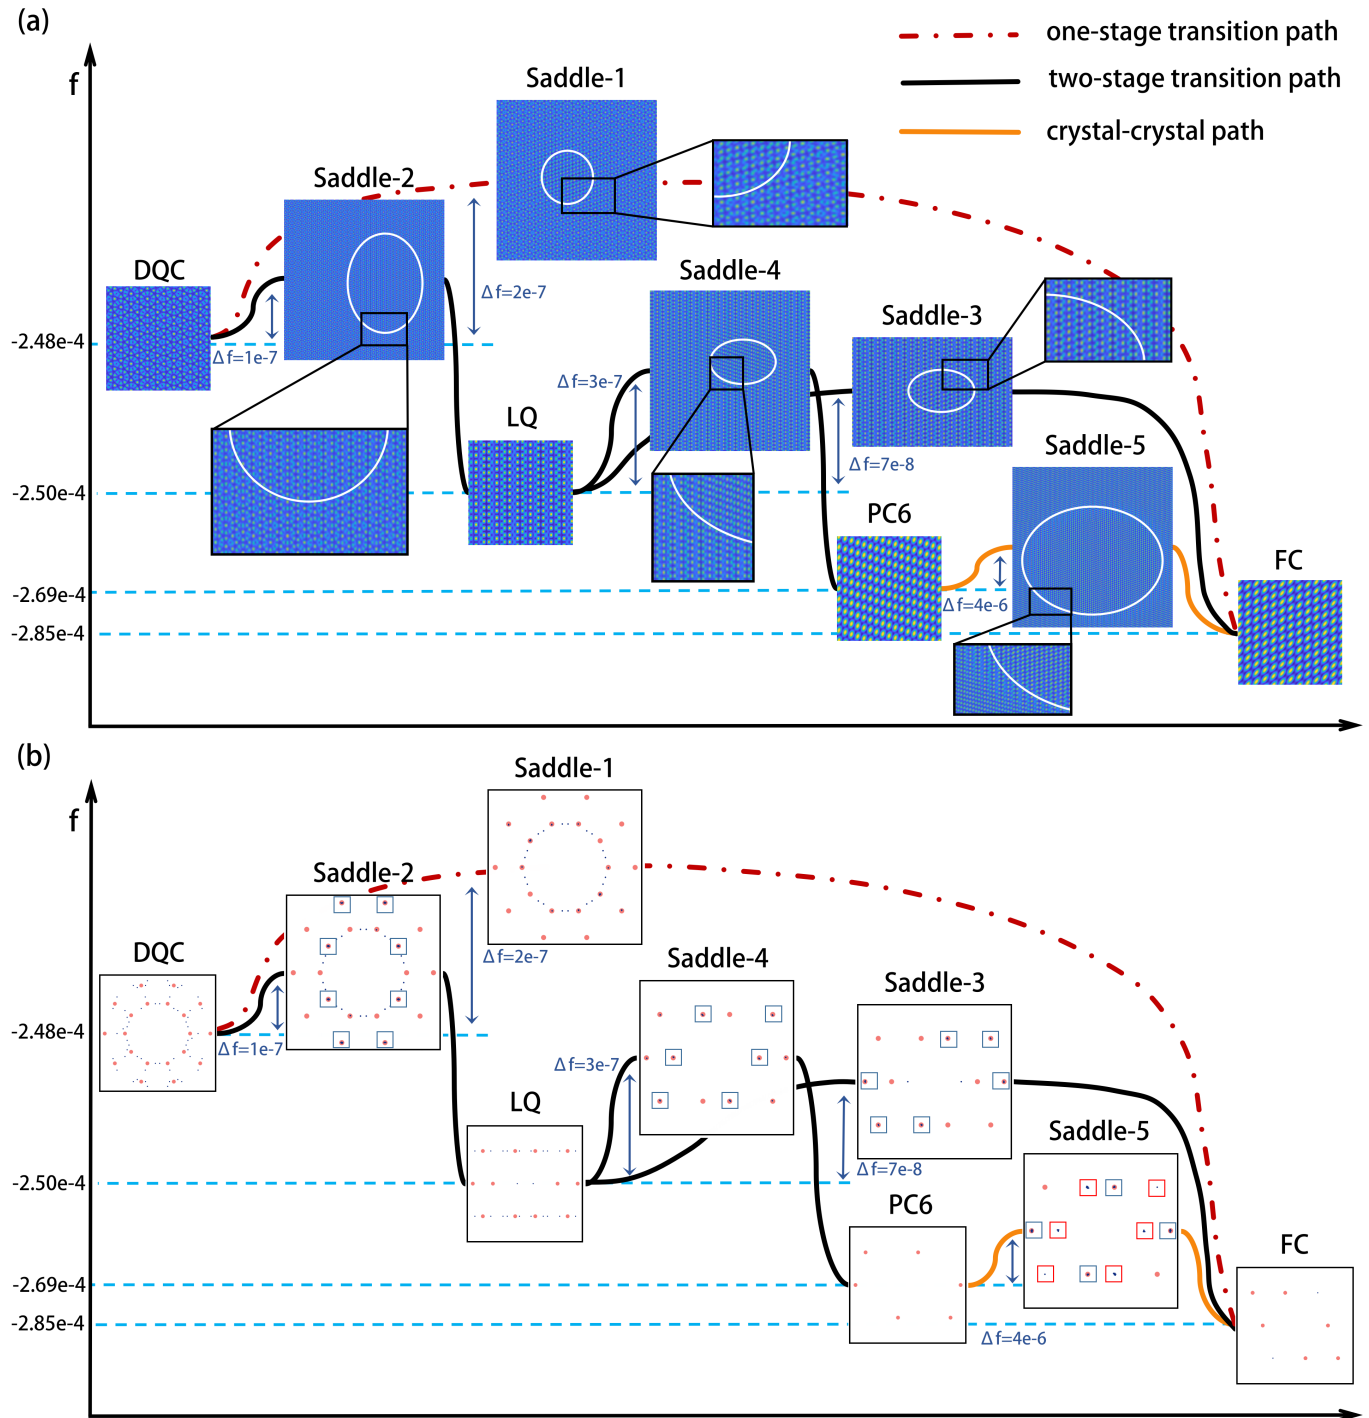 (a)
one-stage transition path
two-stage transition path
crystal-crystal path
f
Saddle-1
Saddle-2
DQC
Saddle-4
Δf=2e-7
Saddle-3
-2.48e-4
Δf=1e-7
Δf=3e-7
LQ
Saddle-5
Δf=7e-8
-2.50e-4
PC6
FC
-2.69e-4
Δf=4e-6
-2.85e-4
(b)
f
Saddle-1
Saddle-2
DQC
Saddle-4
Δf=2e-7
Saddle-3
-2.48e-4
Δf=1e-7
Δf=3e-7
LQ
Saddle-5
Δf=7e-8
-2.50e-4
PC6
FC
-2.69e-4
-2.85e-4
Δf=4e-6